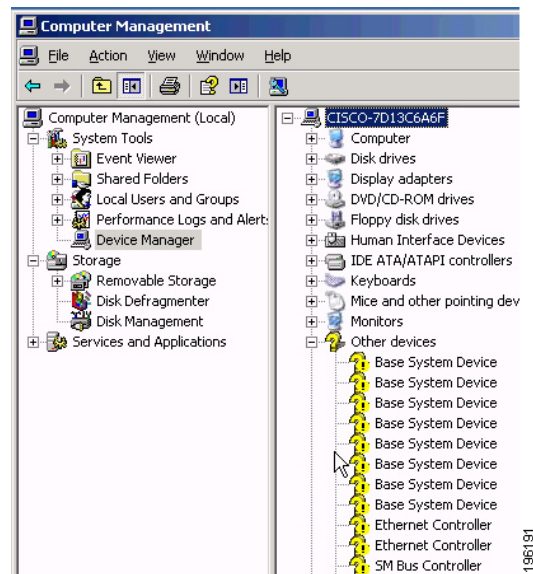 Computer Management
File Action View Window Help
Computer Management (Local)
System Tools
Event Viewer
Shared Folders
Local Users and Groups
Performance Logs and Alert
Device Manager
Storage
Removable Storage
Disk Defragmenter
Disk Management
Services and Applications
CISCO-7D13C6A6F
Computer
Disk drives
Display adapters
DVD/CD-ROM drives
Floppy disk drives
Human Interface Devices
IDE ATA/ATAPI controllers
Keyboards
Mice and other pointing dev
Monitors
Other devices
Base System Device
Base System Device
Base System Device
Base System Device
Base System Device
Base System Device
Base System Device
Base System Device
Ethernet Controller
Ethernet Controller
SM Bus Controller
196191